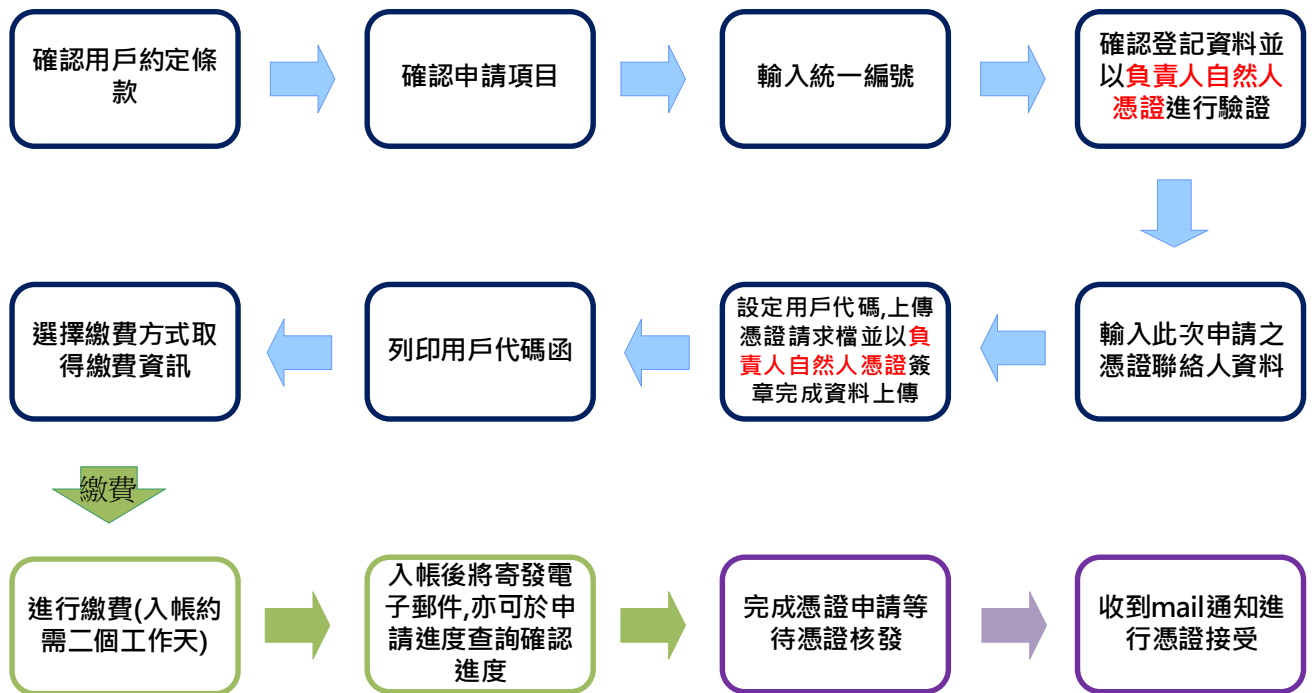 確認用戶約定條
款
確認申請項目
輸入統一編號
確認登記資料並
以負責人自然人
憑證進行驗證
輸入此次申請之
憑證聯絡人資料
設定用戶代碼,上傳
憑證請求檔並以負
責人自然人憑證簽
章完成資料上傳
列印用戶代碼函
選擇繳費方式取
得繳費資訊
繳費
進行繳費(入帳約
需二個工作天)
入帳後將寄發電
子郵件,亦可於申
請進度查詢確認
進度
完成憑證申請等
待憑證核發
收到mail通知進
行憑證接受